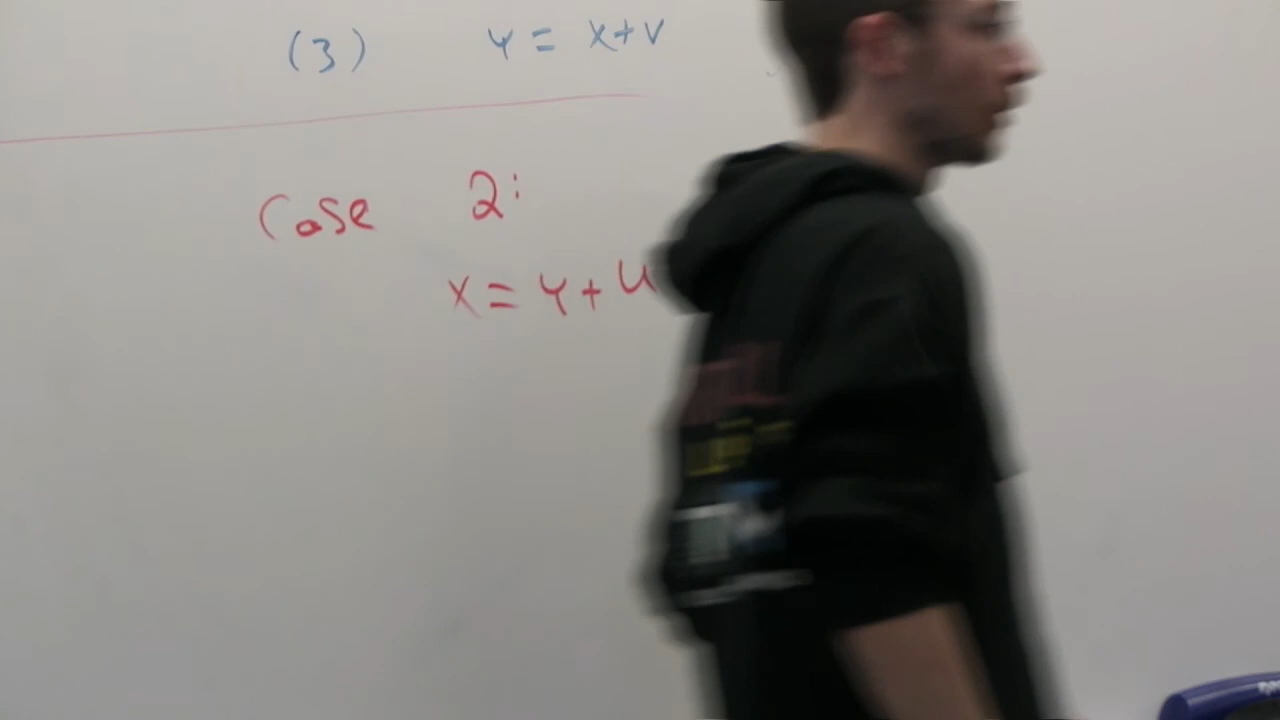 (3) y = x+v
Case 2:
x = y + u